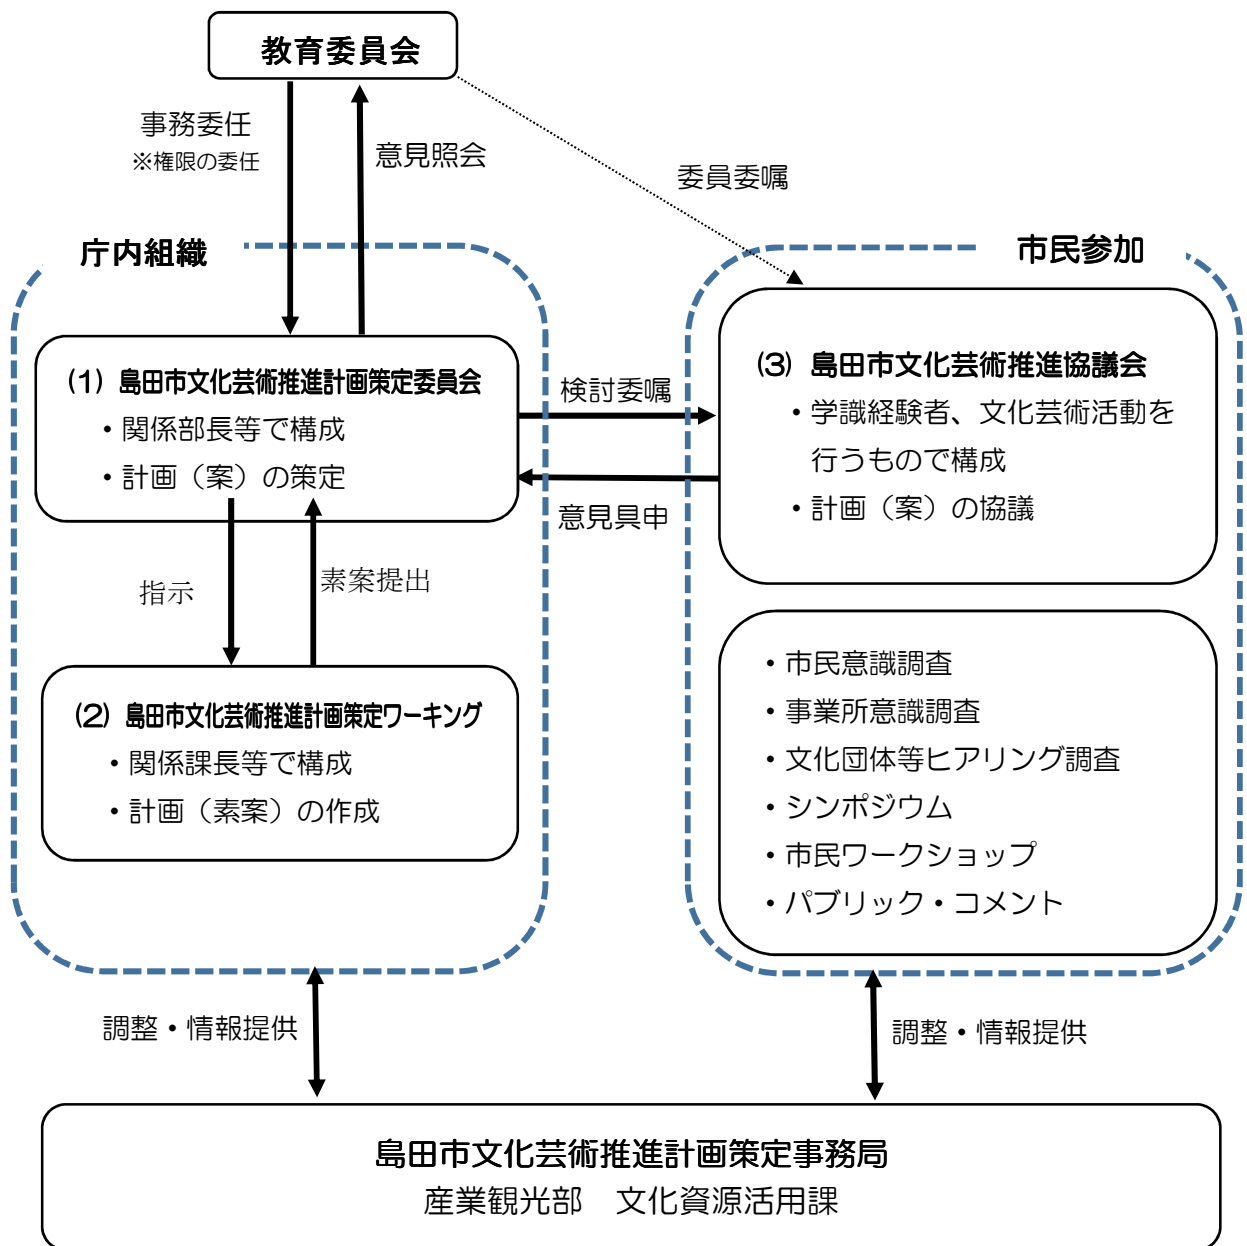 教育委員会
事務委任
※権限の委任
意見照会
委員委嘱
庁内組織
市民参加
(1) 島田市文化芸術推進計画策定委員会
・関係部長等で構成
・計画（案）の策定
検討委嘱
意見具申
(3) 島田市文化芸術推進協議会
・学識経験者、文化芸術活動を
行うもので構成
・計画（案）の協議
指示
素案提出
(2) 島田市文化芸術推進計画策定ワーキング
・関係課長等で構成
・計画（素案）の作成
・市民意識調査
・事業所意識調査
・文化団体等ヒアリング調査
・シンポジウム
・市民ワークショップ
・パブリック・コメント
調整・情報提供
調整・情報提供
島田市文化芸術推進計画策定事務局
産業観光部　文化資源活用課